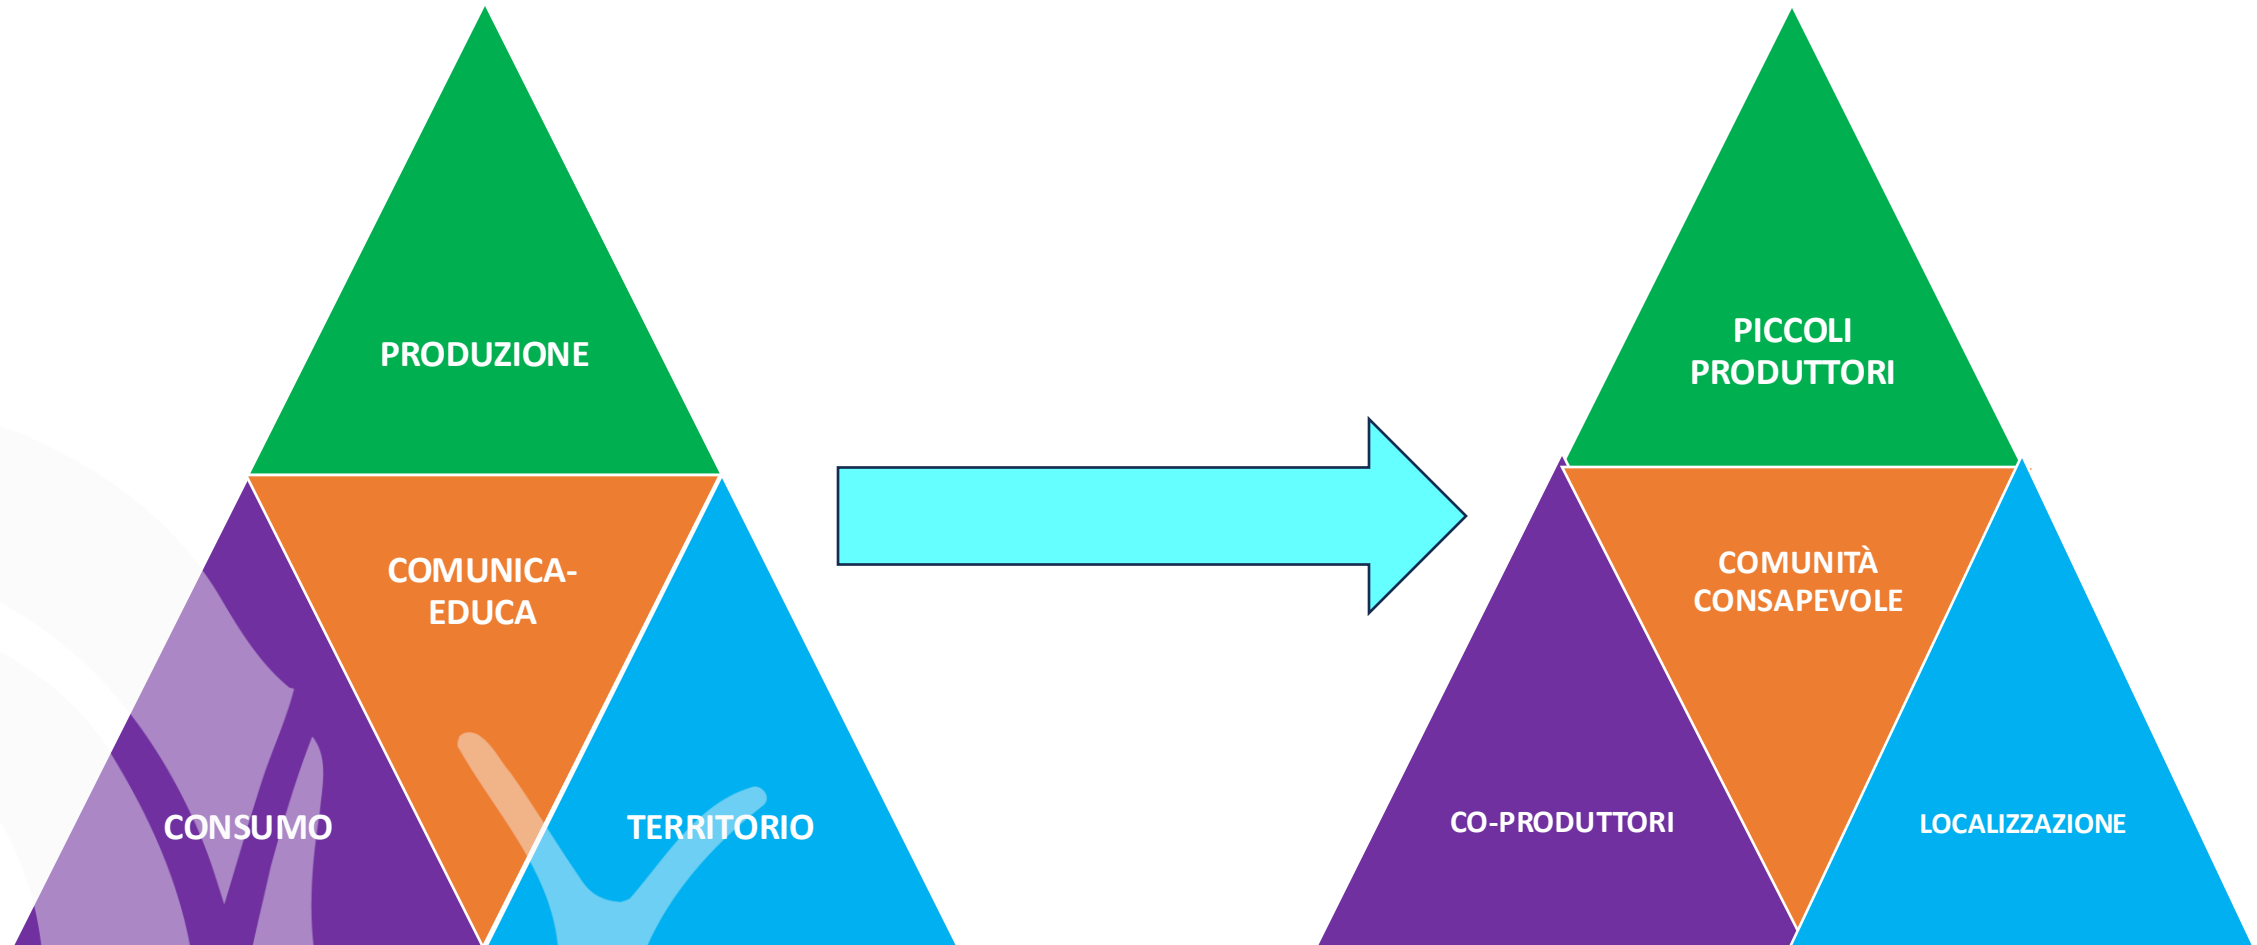 PRODUZIONE
COMUNICA-
EDUCA
CONSUMO
TERRITORIO
PICCOLI
PRODUTTORI
COMUNITÀ
CONSAPEVOLE
CO-PRODUTTORI
LOCALIZZAZIONE